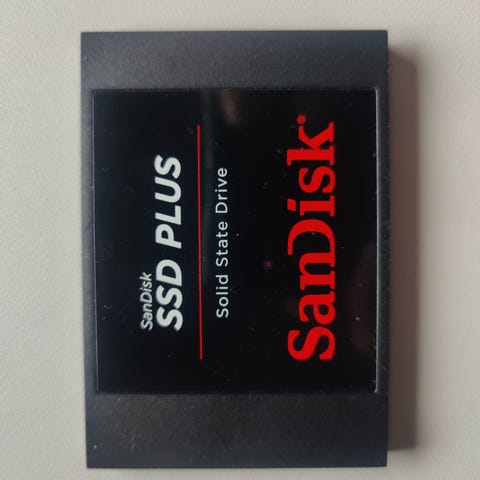 SanDisk
SSD PLUS
Solid State Drive
SanDisk®